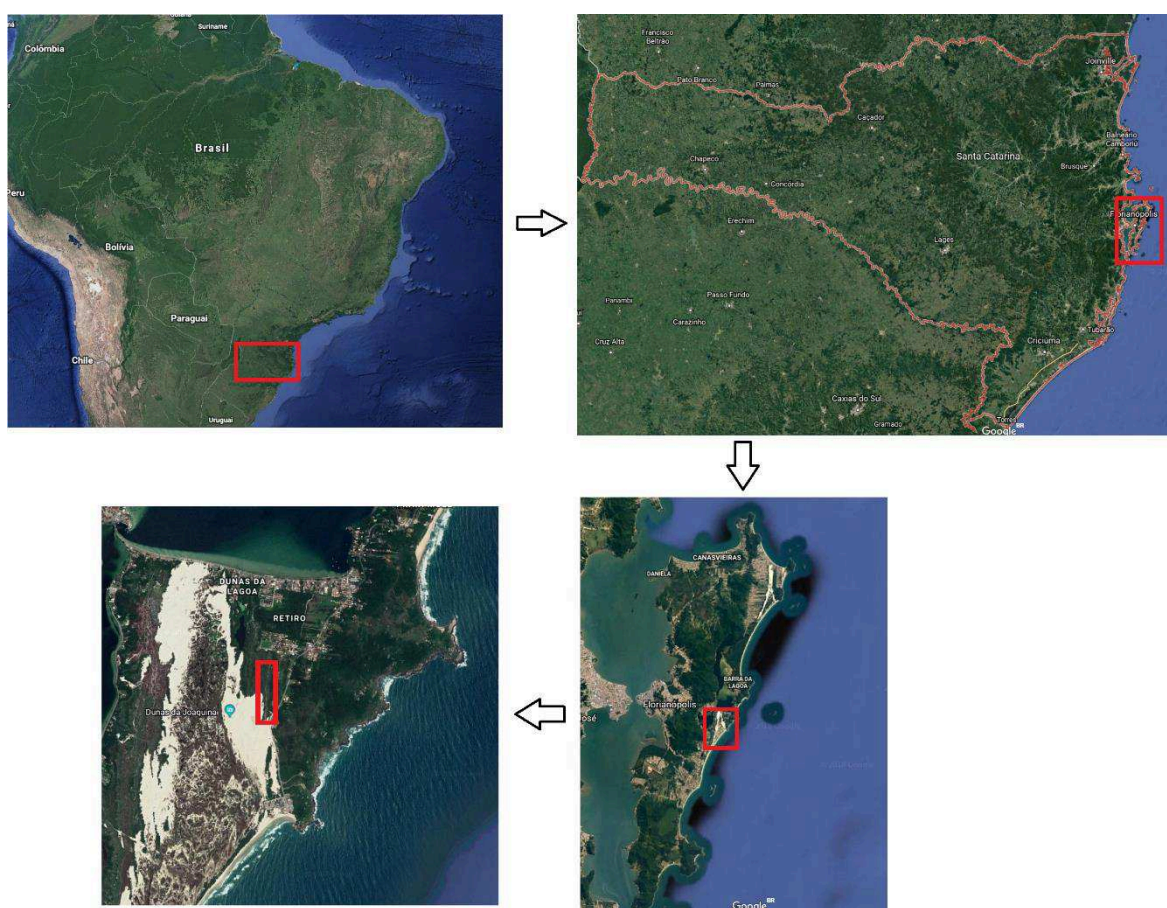 Suriname
Colômbia
Brasil
Peru
Bolívia
Paraguai
Chile
Uruguai
Francisco
Beltrão
Pato Branco
Palmas
Joinville
Caçador
Balneário
Camboriú
Santa Catarina
Brusque
Chapecó
Concórdia
Florianópolis
Erechim
Lages
Panambi
Passo Fundo
Carazinho
Cruz Alta
Tubarão
Criciúma
Caxias do Sul
Gramado
Torres
Google
DUNAS DA
LAGOA
RETIRO
Dunas da Joaquina
CANASVIEIRAS
DANIELA
BARRA DA
LAGOA
Florianópolis
José
Google